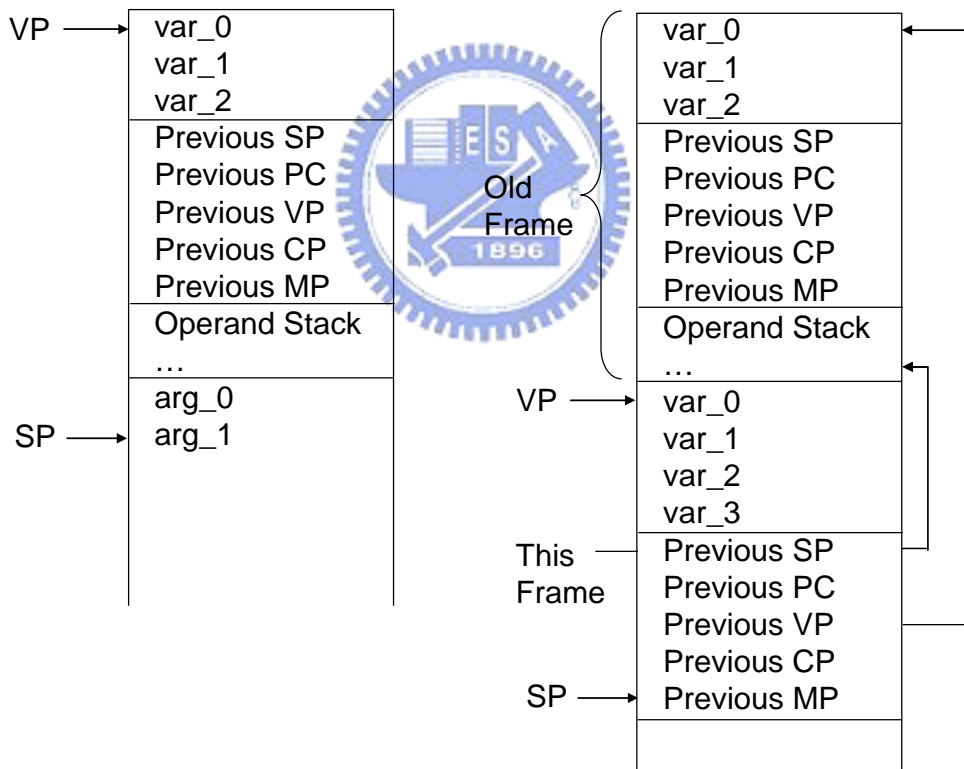 VP
var_0
var_1
var_2
Previous SP
Previous PC
Previous VP
Previous CP
Previous MP
Operand Stack
...
arg_0
SP
arg_1
var_0
var_1
var_2
Previous SP
Previous PC
Old
Frame
Previous VP
Previous CP
Previous MP
Operand Stack
...
VP
var_0
var_1
var_2
var_3
This
Frame
Previous SP
Previous PC
Previous VP
Previous CP
SP
Previous MP
E S A
1896